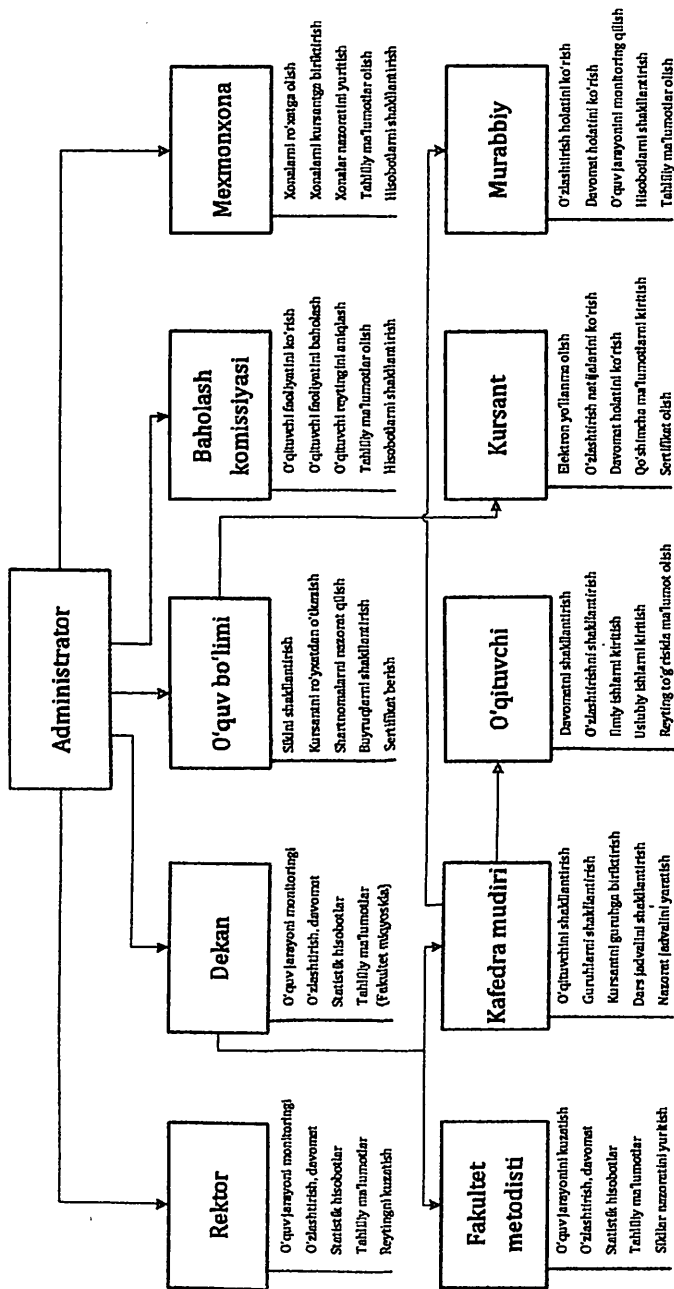 Administrator
Rektor
O'quv jarayoni monitoringi
O'zlashtirish, davomat
Statistik hisobotlar
Tahliliy ma'lumotlar
Reytingni kuzatish
Dekan
O'quv jarayoni monitoringi
O'zlashtirish, davomat
Statistik hisobotlar
Tahliliy ma'lumotlar
(Fakultet miqyosida)
O'quv bo'limi
Siklni shakllantirish
Kursantni ro'yxatdan o'tkazish
Shartnomalarni nazorat qilish
Buyruqlarni shakllantirish
Sertifikat berish
Baholash
komissiyasi
O'qituvchi faoliyatini ko'rish
O'qituvchi faoliyatini baholash
O'qituvchi reytingini aniqlash
Tahliliy ma'lumotlar olish
Hisobotlarni shakllantirish
Mexmonxona
Xonalarni ro'xatga olish
Xonalarni kursantga biriktirish
Xonalar nazoratini yuritish
Tahliliy ma'lumotlar olish
Hisobotlarni shakllantirish
Fakultet
metodisti
O'quv jarayonini kuzatish
O'zlashtirish, davomat
Statistik hisobotlar
Tahliliy ma'lumotlar
Sikllar nazoratini yuritish
Kafedra mudiri
O'qituvchini shakllantirish
Guruhlarni shakllantirish
Kursantni guruhga biriktirish
Dars jadvalini shakllantirish
Nazorat jadvalini yaratish
O'qituvchi
Davomatni shakllantirish
O'zlashtirishni shakllantirish
Ilmiy ishlarni kiritish
Uslubiy ishlarni kiritish
Reyting to'g'risida ma'lumot olish
Kursant
Elektron yo'llanma olish
O'zlashtirish natijalarini ko'rish
Davomat holatini ko'rish
Qo'shimcha ma'lumotlarni kiritish
Sertifikat olish
Murabbiy
O'zlashtirish holatini ko'rish
Davomat holatini ko'rish
O'quv jarayonini monitoring qilish
Hisobotlarni shakllantirish
Tahliliy ma'lumotlar olish